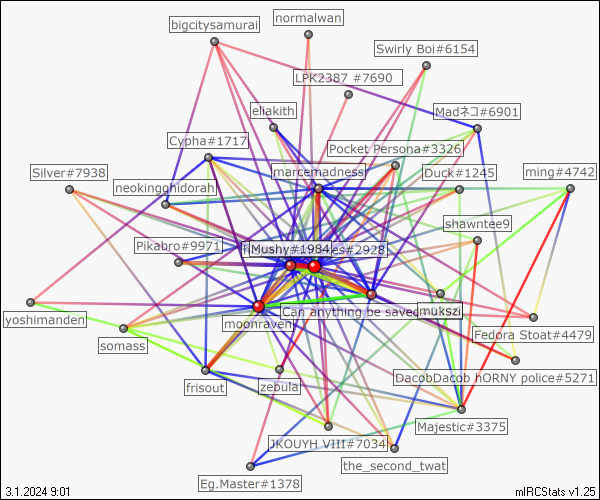 normalwan
bigcitysamurai
Swirly Boi#6154
LPK2387 #7690
eliakith
Madネコ#6901
Cypha#1717
Pocket Persona#3326
marcemadness
Duck#1245
ming#4742
Silver#7938
neokingghidorah
shawntee9
Pikabro#9971
Mushy#1984
es#2928
Can anything be saved
mukszi
yoshimanden
moonraven
Fedora Stoat#4479
somass
DacobDacob hORNY police#5271
frisout
zebula
Majestic#3375
JKOUYH VIII#7034
the_second_twat
Eg.Master#1378
3.1.2024 9:01
mIRCStats v1.25